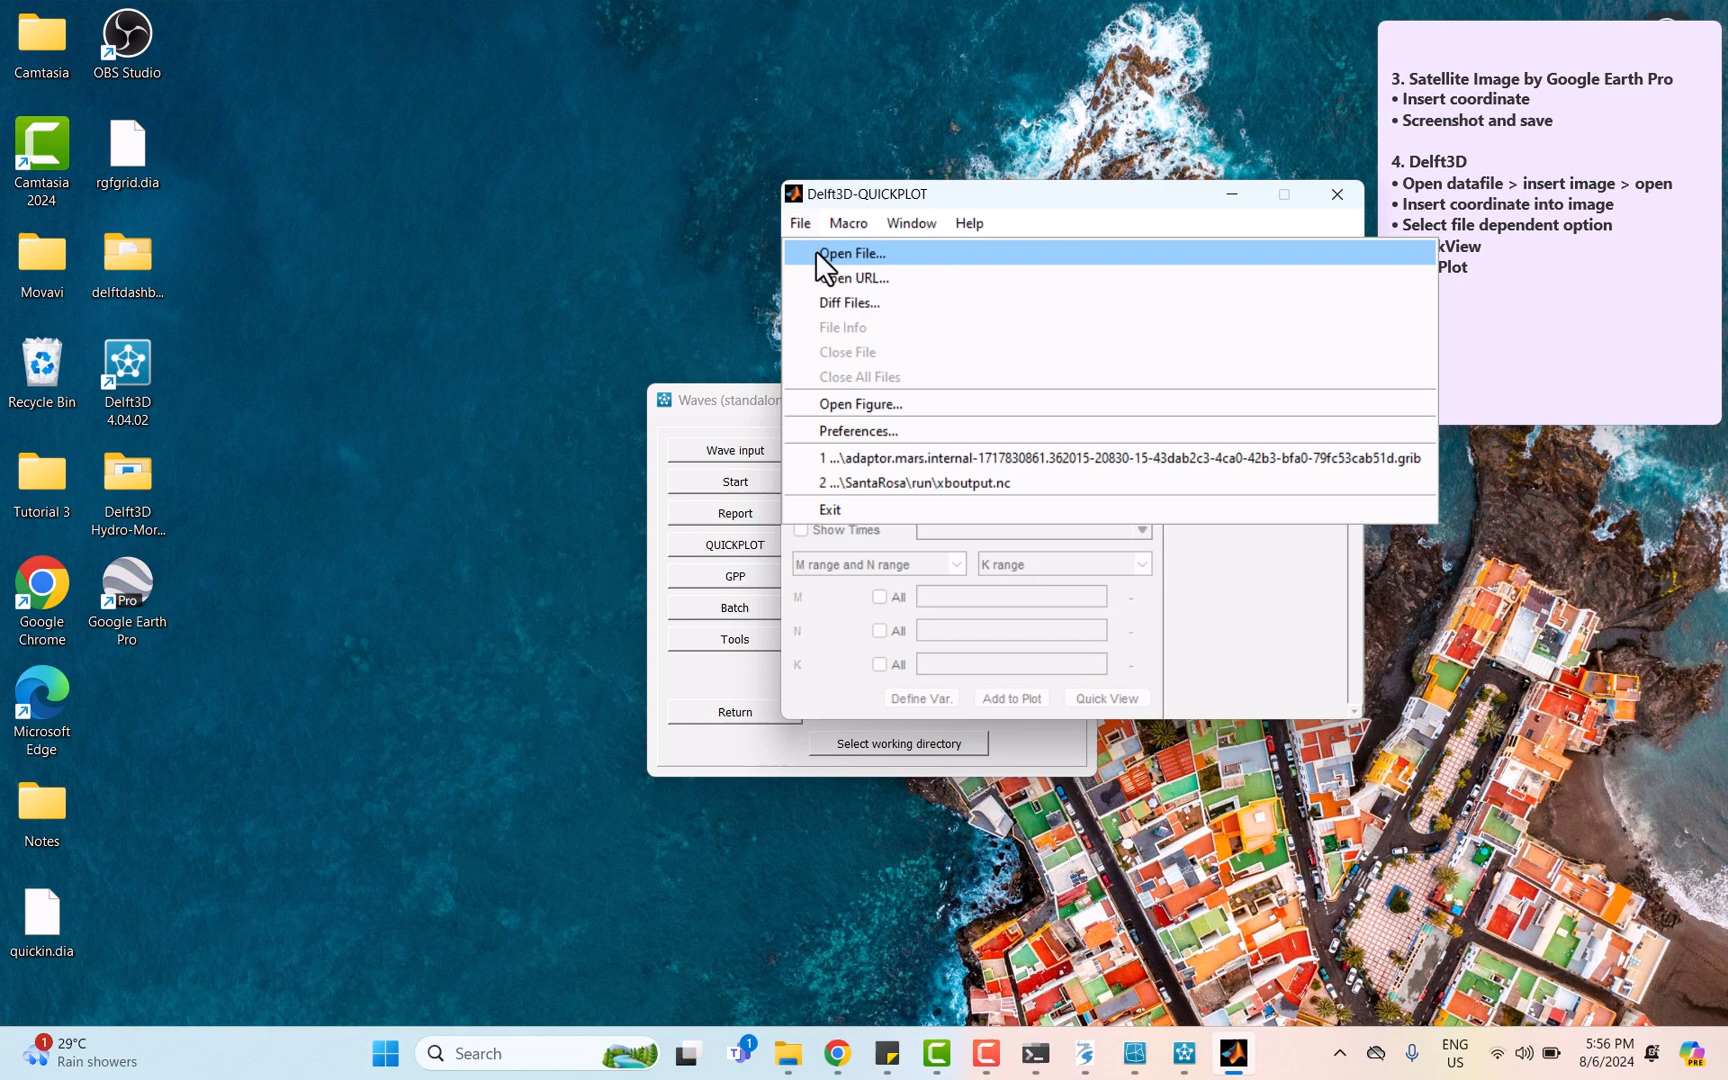 Camtasia
OBS Studio
Camtasia
2024
rgfgrid.dia
Movavi
delftdashb...
Recycle Bin
Delft3D
4.04.02
Tutorial 3
Delft3D
Hydro-Mor...
Google
Chrome
Pro
Google Earth
Pro
Microsoft
Edge
Notes
quickin.dia
3. Satellite Image by Google Earth Pro
• Insert coordinate
• Screenshot and save
4. Delft3D
• Open datafile > insert image > open
• Insert coordinate into image
• Select file dependent option
kView
Plot
Delft3D-QUICKPLOT
File Macro Window Help
Open File...
Open URL...
Diff Files...
File Info
Close File
Close All Files
Open Figure...
Preferences...
1 ...\adaptor.mars.internal-1717830861.362015-20830-15-43dab2c3-4ca0-42b3-bfa0-79fc53cab51d.grib
2 ...\SantaRosa\run\xboutput.nc
Exit
Show Times
M range and N range K range
M All -
N All -
K All -
Define Var. Add to Plot Quick View
Waves (standalon
Wave input
Start
Report
QUICKPLOT
GPP
Batch
Tools
Return
Select working directory
1
29°C
Rain showers
Search
1
ENG
US
5:56 PM
8/6/2024
PRE